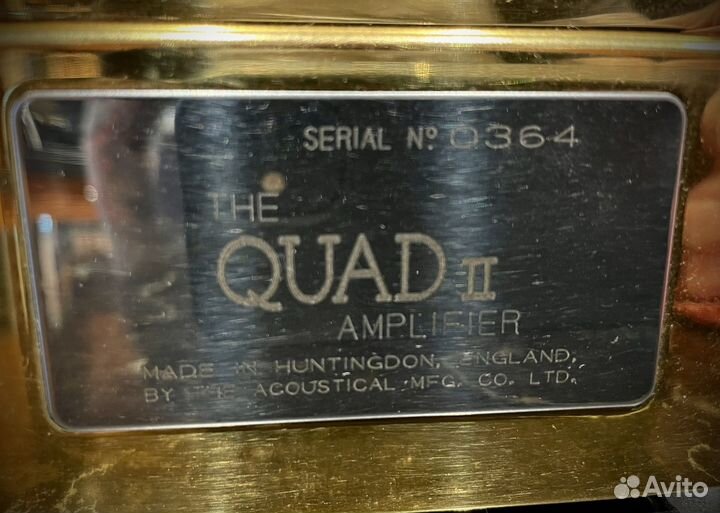 SERIAL Nº 0364
THE
QUAD II
AMPLIFIER
MADE IN HUNTINGDON, ENGLAND,
BY THE ACOUSTICAL MFG. CO. LTD.
Avito